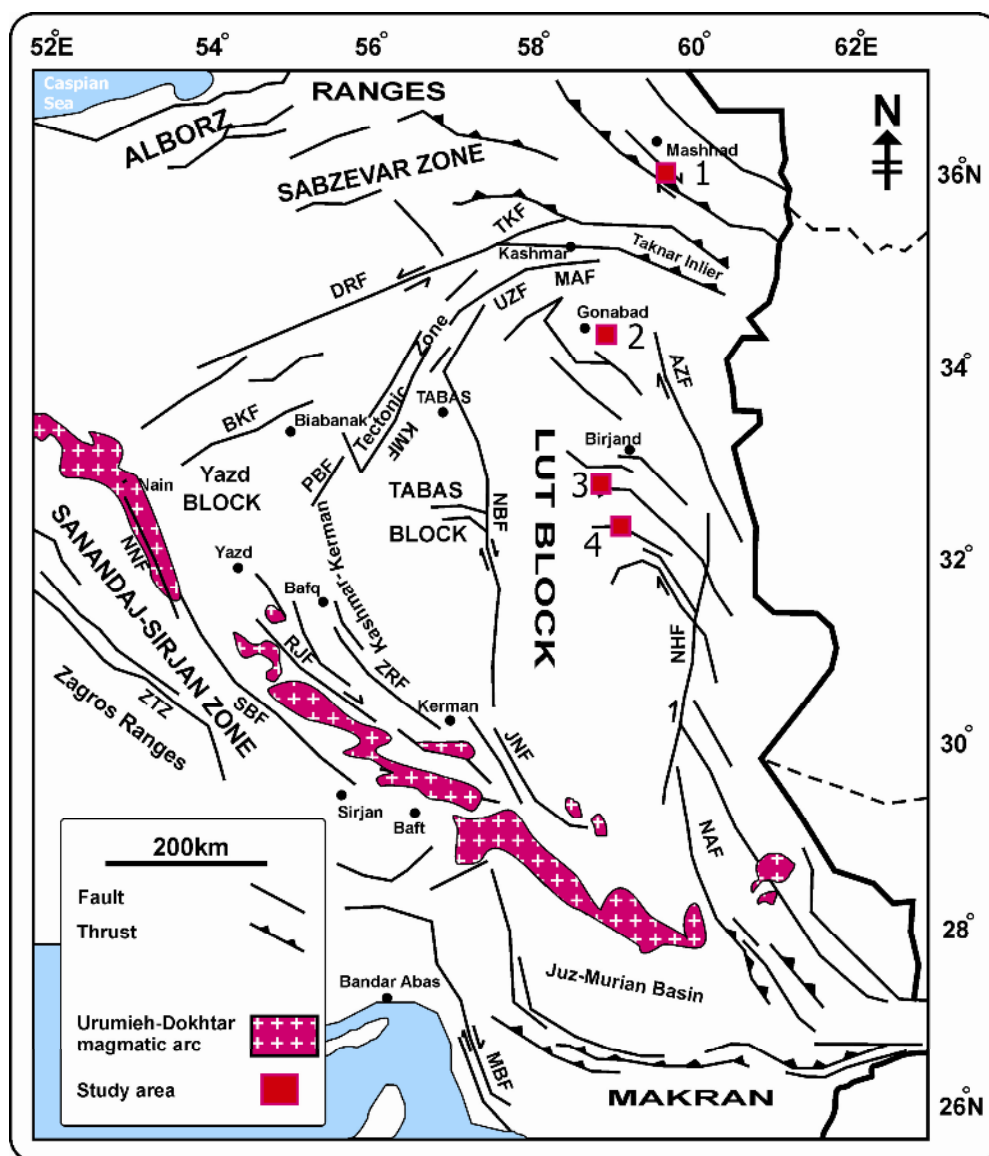 52E 54° 56° 58° 60° 62°E
Caspian
Sea
RANGES
ALBORZ
N
Mashhad
36°N
1
SABZEVAR ZONE
TKF
Kashmar
Taknar Inlier
DRF
MAF
UZF
Gonabad
2
Zone
34°
AZF
TABAS
BKF
Biabanak
Tectonic
KMF
Birjand
LUT BLOCK
PBF
3
Nain
Yazd
BLOCK
TABAS
BLOCK
NBF
4
SANANDAJ-SIRJAN ZONE
NNF
Yazd
32°
Bafq
Kashmar-Kerman
RJF
ZRF
NHF
ZTZ
SBF
Zagros Ranges
Kerman
30°
JNF
Sirjan
Baft
NAF
200km
Fault
Thrust
28°
Juz-Murian Basin
Bandar Abas
Urumieh-Dokhtar
magmatic arc
MBF
Study area
MAKRAN
26°N